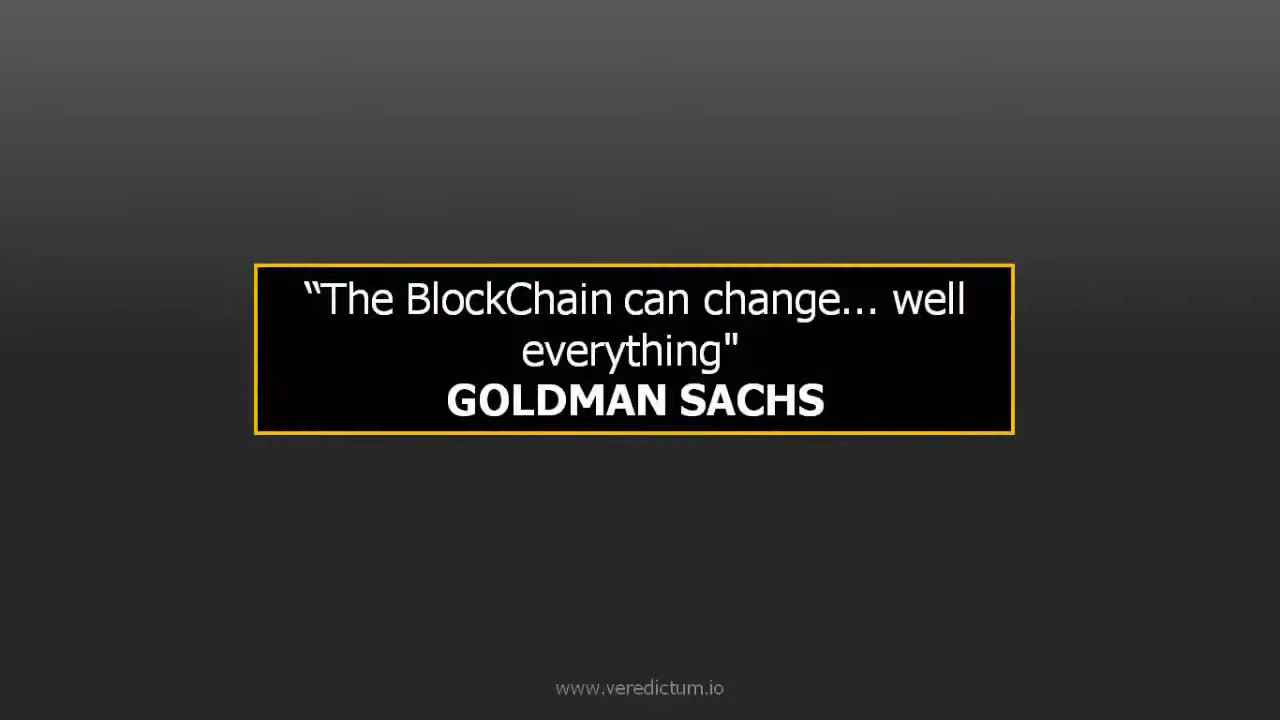 “The BlockChain can change... well
everything"
GOLDMAN SACHS
www.veredictum.io